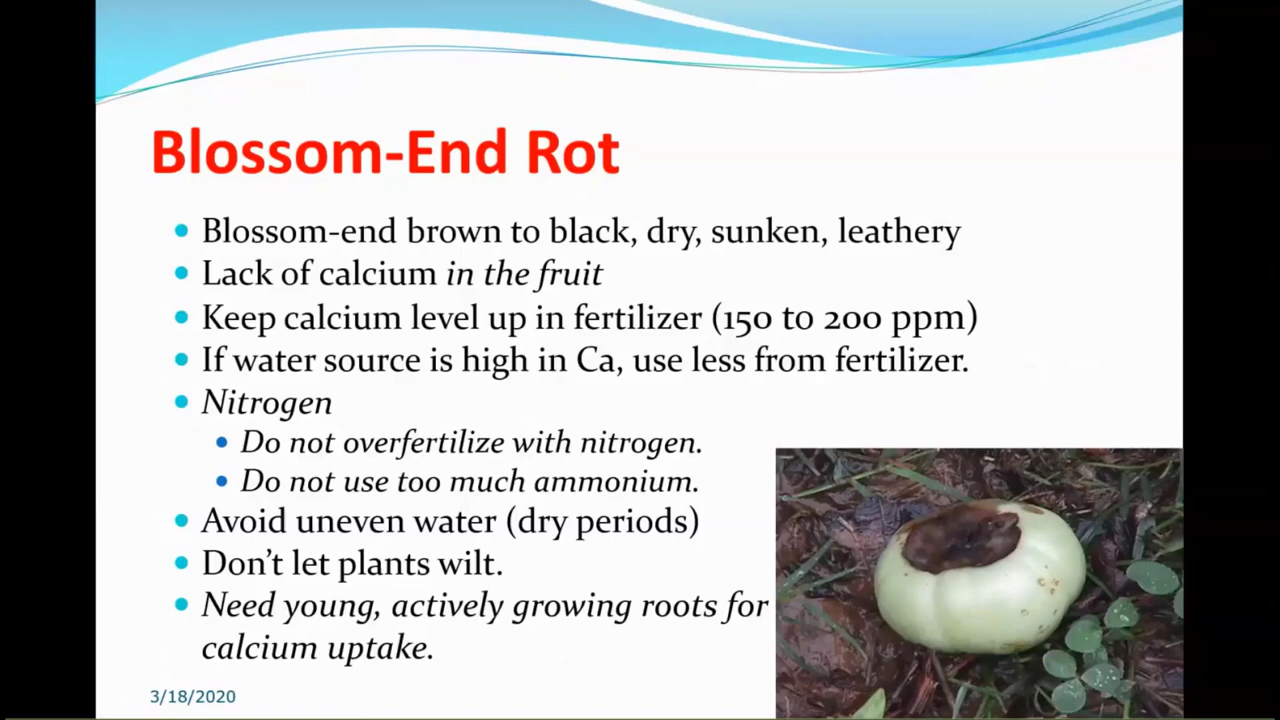 Blossom-End Rot
Blossom-end brown to black, dry, sunken, leathery
Lack of calcium in the fruit
Keep calcium level up in fertilizer (150 to 200 ppm)
If water source is high in Ca, use less from fertilizer.
Nitrogen
Do not overfertilize with nitrogen.
Do not use too much ammonium.
Avoid uneven water (dry periods)
Don't let plants wilt.
Need young, actively growing roots for
calcium uptake.
3/18/2020